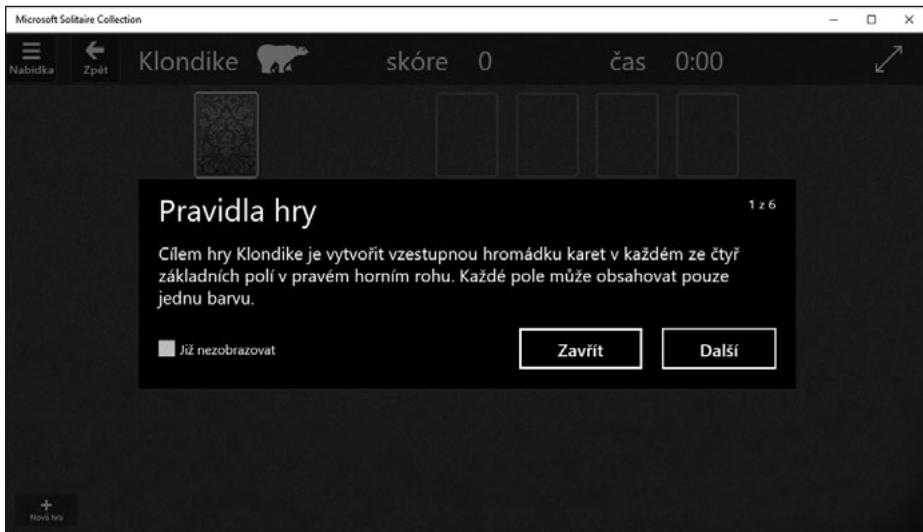 Microsoft Solitaire Collection
Nabídka
Zpět
Klondike
skóre 0
čas 0:00
Pravidla hry
1 z 6
Cílem hry Klondike je vytvořit vzestupnou hromádku karet v každém ze čtyř
základních polí v pravém horním rohu. Každé pole může obsahovat pouze
jednu barvu.
Již nezobrazovat
Zavřít
Další
Nová hra